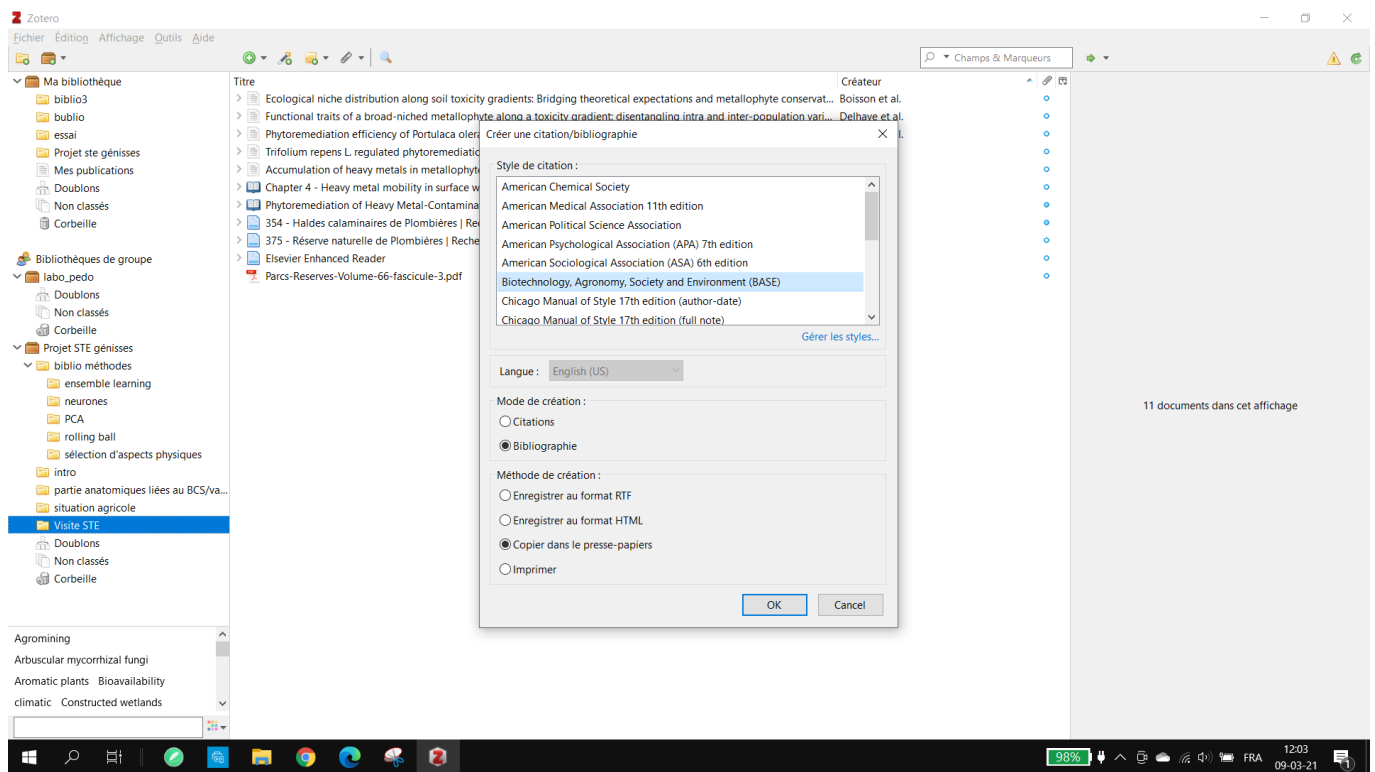 Zotero
Fichier Édition Affichage Outils Aide
Champs & Marqueurs
Ma bibliothèque
biblio3
bublio
essai
Projet ste génisses
Mes publications
Doublons
Non classés
Corbeille
Bibliothèques de groupe
labo_pedo
Doublons
Non classés
Corbeille
Projet STE génisses
biblio méthodes
ensemble learning
neurones
PCA
rolling ball
sélection d'aspects physiques
intro
partie anatomiques liées au BCS/va...
situation agricole
Visite STE
Doublons
Non classés
Corbeille
Agromining
Arbuscular mycorrhizal fungi
Aromatic plants Bioavailability
climatic Constructed wetlands
Titre Créateur
Ecological niche distribution along soil toxicity gradients: Bridging theoretical expectations and metallophyte conservat... Boisson et al.
Functional traits of a broad-niched metallophyte along a toxicity gradient: disentangling intra and inter-population vari... Delhaye et al.
Phytoremediation efficiency of Portulaca oler
Trifolium repens L. regulated phytoremediatio
Accumulation of heavy metals in metallophyt
Chapter 4 - Heavy metal mobility in surface w
Phytoremediation of Heavy Metal-Contamina
354 - Haldes calaminaires de Plombières | Re
375 - Réserve naturelle de Plombières | Reche
Elsevier Enhanced Reader
Parcs-Reserves-Volume-66-fascicule-3.pdf
Créer une citation/bibliographie
Style de citation :
American Chemical Society
American Medical Association 11th edition
American Political Science Association
American Psychological Association (APA) 7th edition
American Sociological Association (ASA) 6th edition
Biotechnology, Agronomy, Society and Environment (BASE)
Chicago Manual of Style 17th edition (author-date)
Chicago Manual of Style 17th edition (full note)
Gérer les styles...
Langue : English (US)
Mode de création :
Citations
Bibliographie
Méthode de création :
Enregistrer au format RTF
Enregistrer au format HTML
Copier dans le presse-papiers
Imprimer
OK Cancel
11 documents dans cet affichage
98% FRA 12:03
09-03-21
1